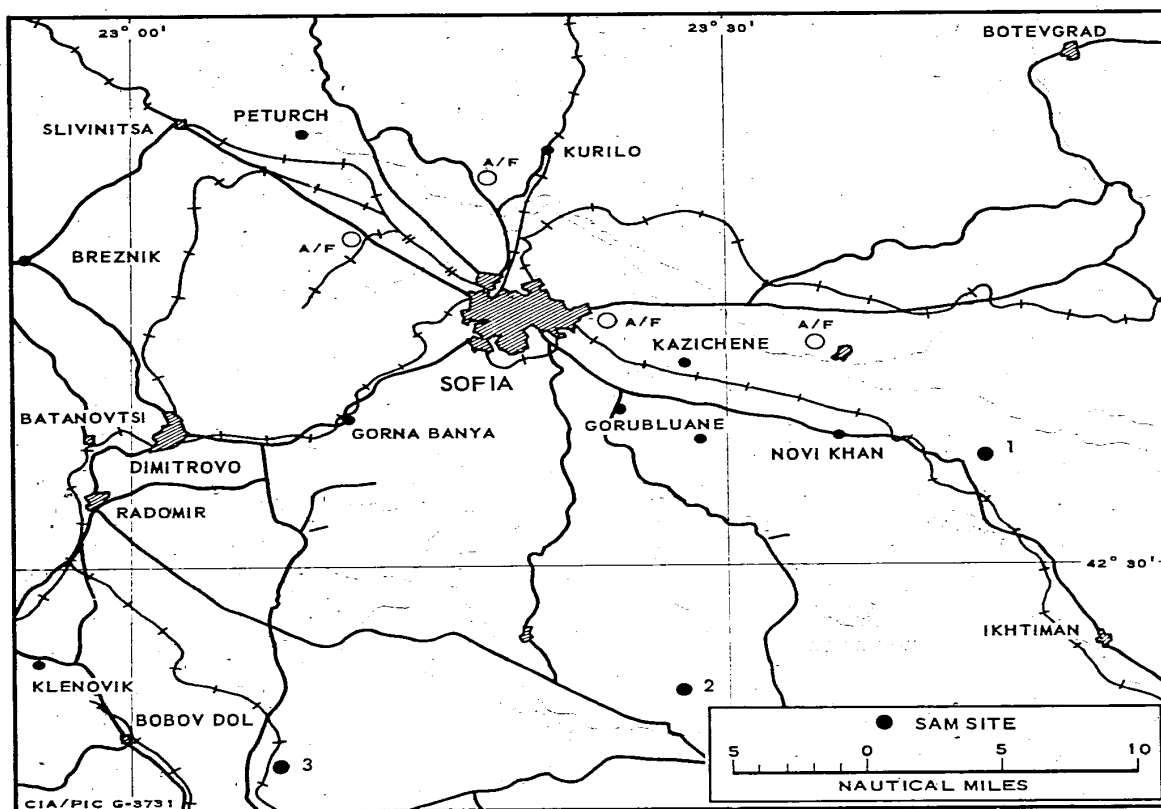 23° 00'
23° 30'
BOTEVGRAD
PETURCH
SLIVINITSA
KURILO
A/F
A/F
BREZNIK
A/F
A/F
KAZICHENE
SOFIA
BATANOVTSI
GORNA BANYA
GORUBLUANE
NOVI KHAN
1
DIMITROVO
RADOMIR
42° 30'
IKHTIMAN
KLENOVIK
2
BOBOV DOL
SAM SITE
3
5 0 5 10
NAUTICAL MILES
CIA/PIC G-3731